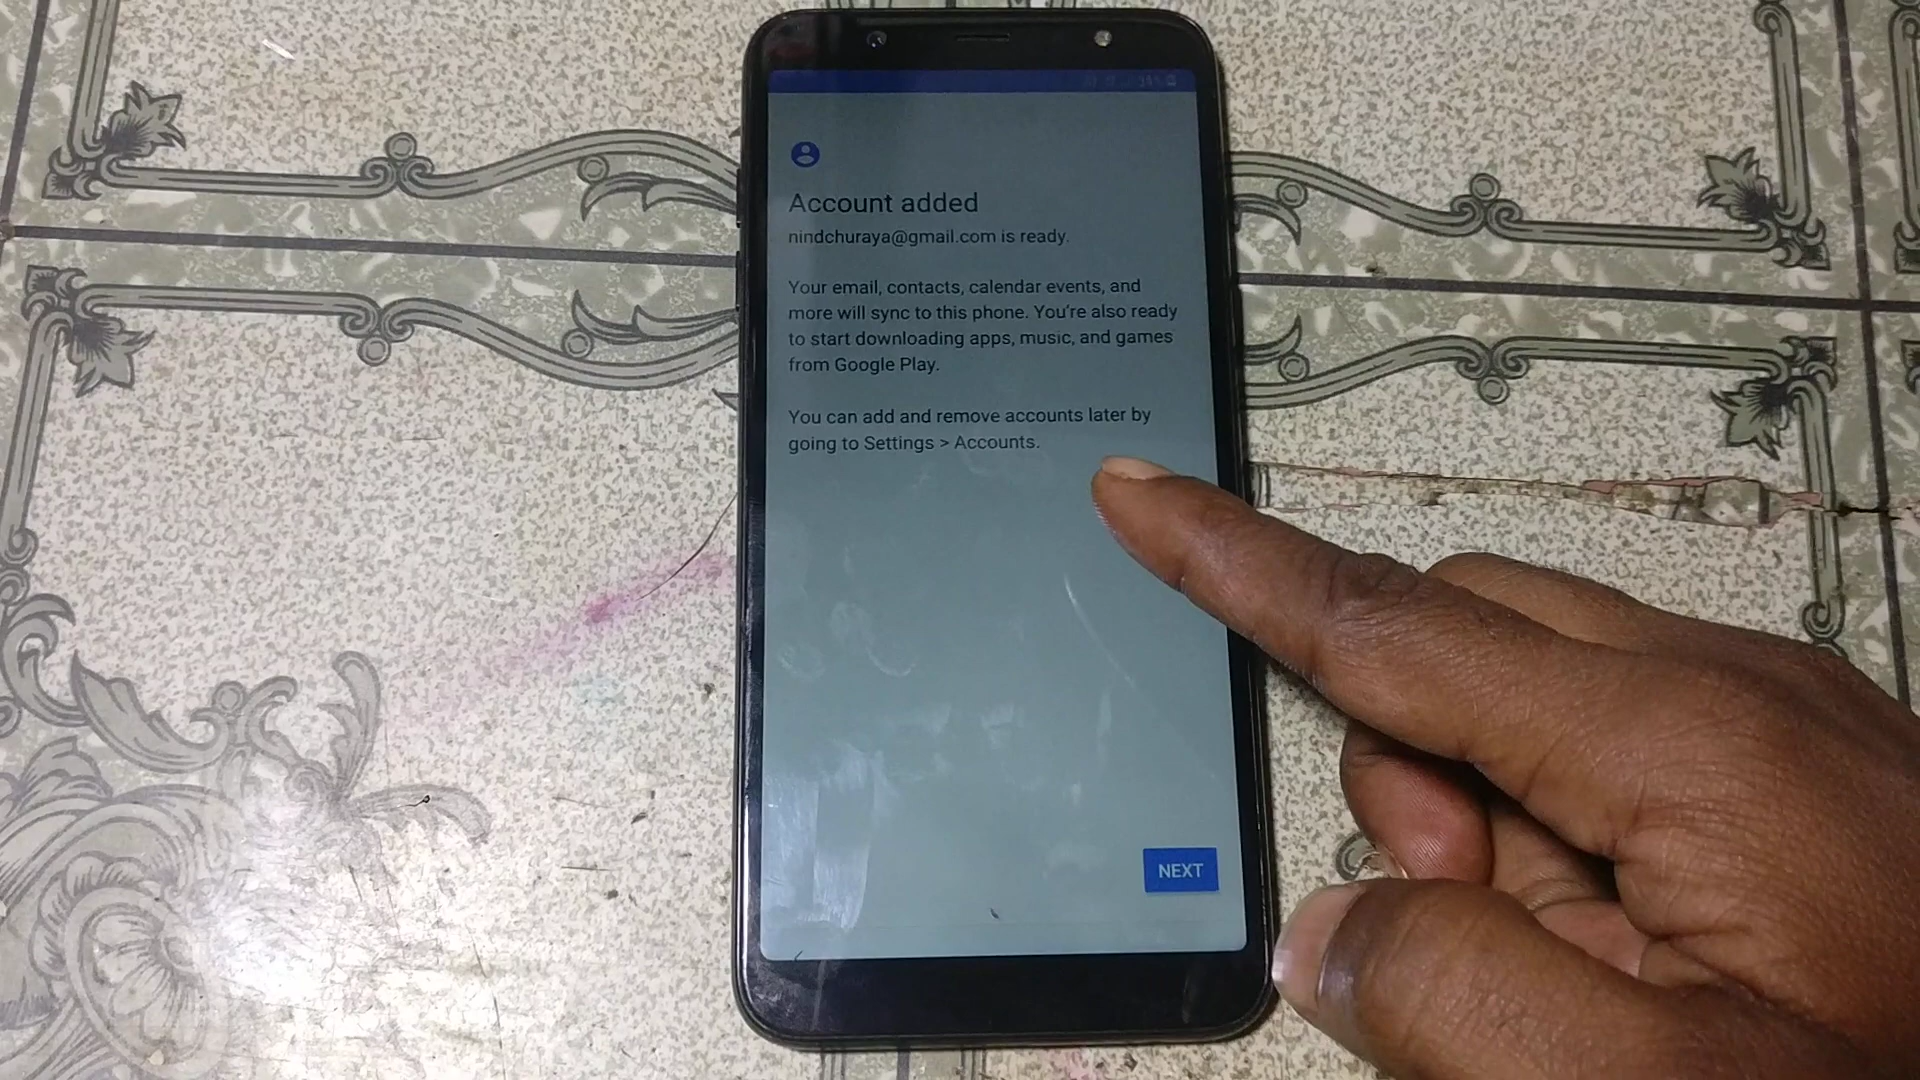 Account added
nindchuraya@gmail.com is ready.
Your email, contacts, calendar events, and
more will sync to this phone. You're also ready
to start downloading apps, music, and games
from Google Play.
You can add and remove accounts later by
going to Settings > Accounts.
NEXT